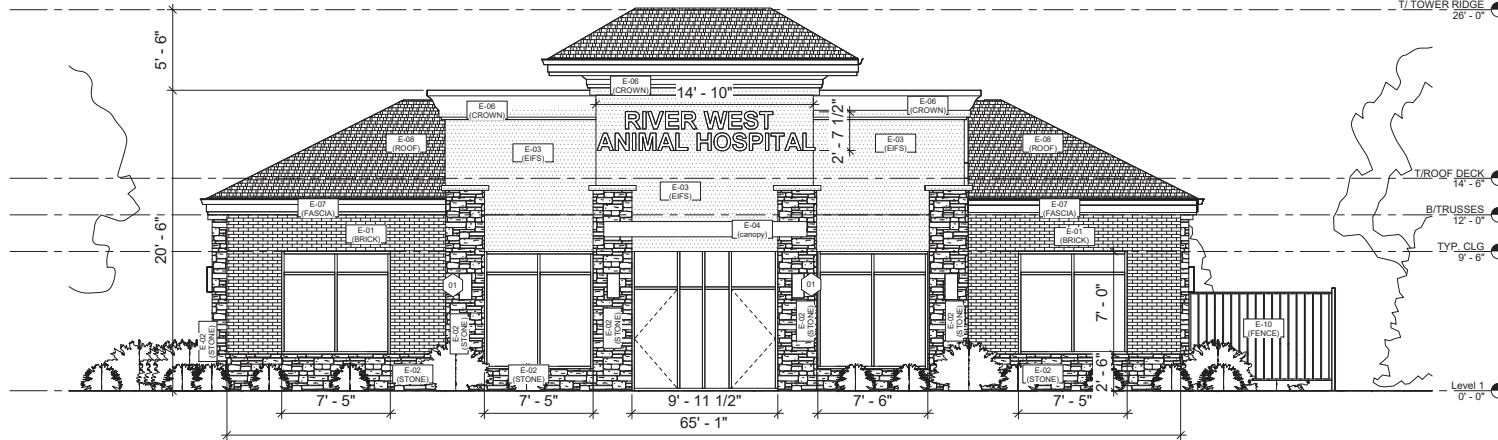 T/ TOWER RIDGE
26' - 0"
5' - 6"
E-06
(CROWN)
14' - 10"
E-06
(CROWN)
E-06
(CROWN)
RIVER WEST
ANIMAL HOSPITAL
2' - 7 1/2"
E-08
(ROOF)
E-03
(EIFS)
E-03
(EIFS)
E-08
(ROOF)
T/ROOF DECK
14' - 6"
E-03
(EIFS)
E-07
(FASCIA)
E-07
(FASCIA)
B/TRUSSES
12' - 0"
E-01
(BRICK)
E-04
(canopy)
E-01
(BRICK)
20' - 6"
TYP. CLG
9' - 6"
01
01
7' - 0"
E-02
(STONE)
E-02
(STONE)
E-02
(STONE)
E-02
(STONE)
E-02
(STONE)
E-10
(FENCE)
E-02
(STONE)
E-02
(STONE)
E-02
(STONE)
2' - 6"
Level 1
0' - 0"
7' - 5"
7' - 5"
9' - 11 1/2"
7' - 6"
7' - 5"
65' - 1"